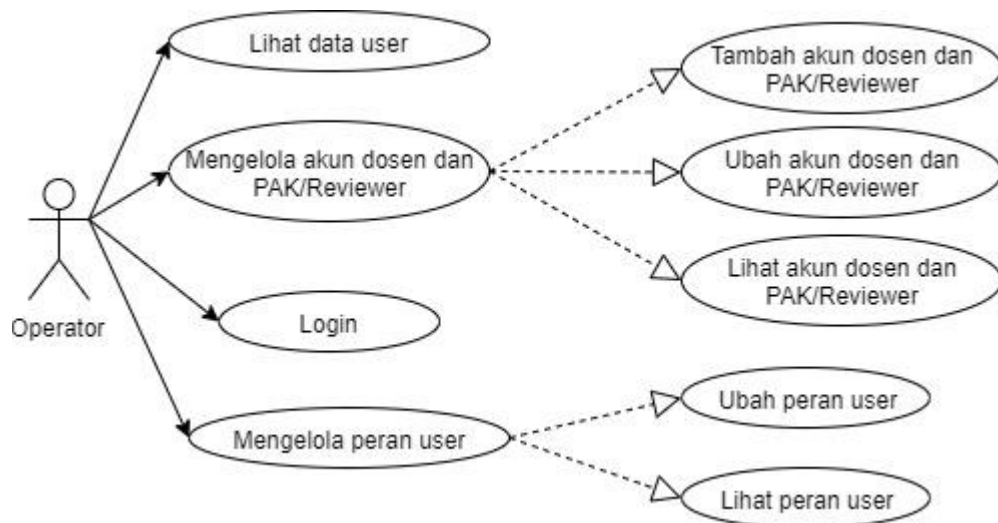 Lihat data user
Tambah akun dosen dan
PAK/Reviewer
Mengelola akun dosen dan
PAK/Reviewer
Ubah akun dosen dan
PAK/Reviewer
Lihat akun dosen dan
PAK/Reviewer
Operator
Login
Ubah peran user
Mengelola peran user
Lihat peran user